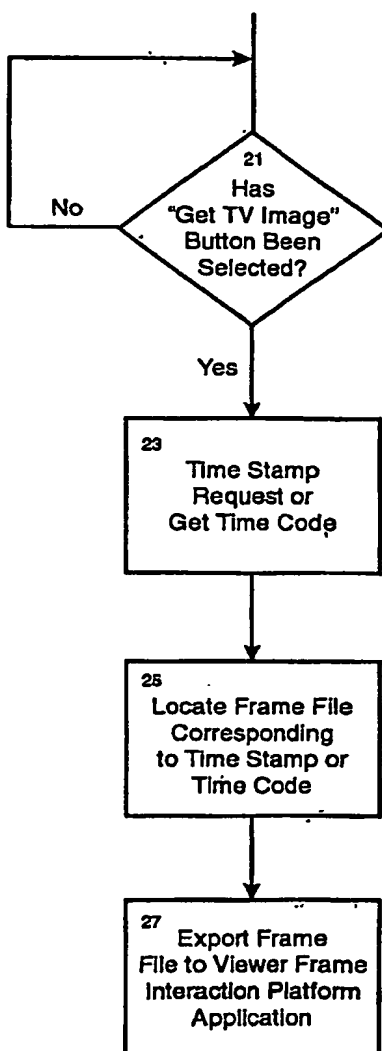 21
Has
"Get TV Image"
Button Been
Selected?
No
Yes
23
Time Stamp
Request or
Get Time Code
25
Locate Frame File
Corresponding
to Time Stamp or
Time Code
27
Export Frame
File to Viewer Frame
Interaction Platform
Application